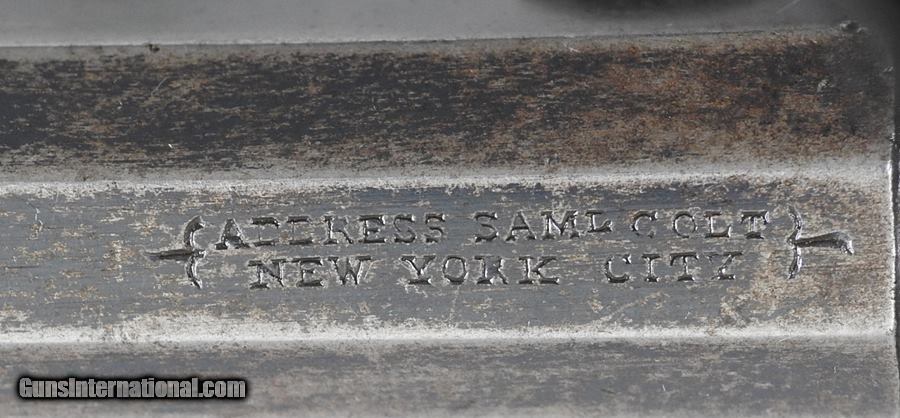 ADDRESS SAML COLT
NEW YORK CITY
GunsInternational.com